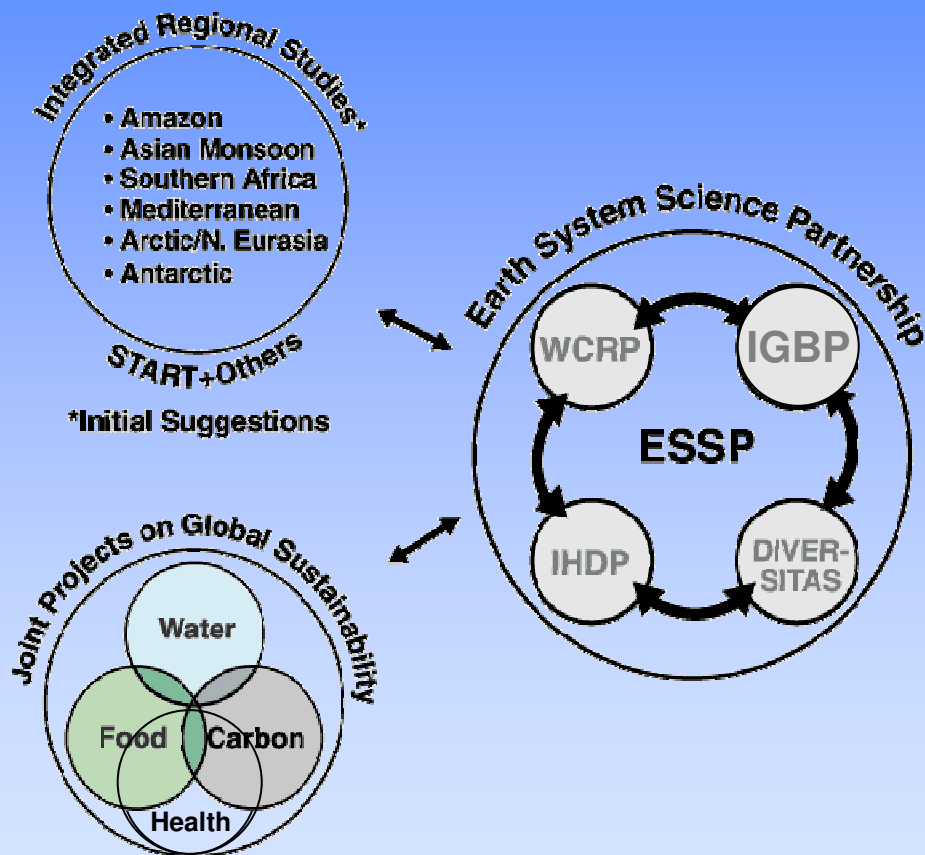 Integrated Regional Studies*
• Amazon
• Asian Monsoon
• Southern Africa
• Mediterranean
• Arctic/N. Eurasia
• Antarctic
START+Others
*Initial Suggestions
Earth System Science Partnership
WCRP
IGBP
ESSP
IHDP
DIVER-
SITAS
Joint Projects on Global Sustainability
Water
Food
Carbon
Health